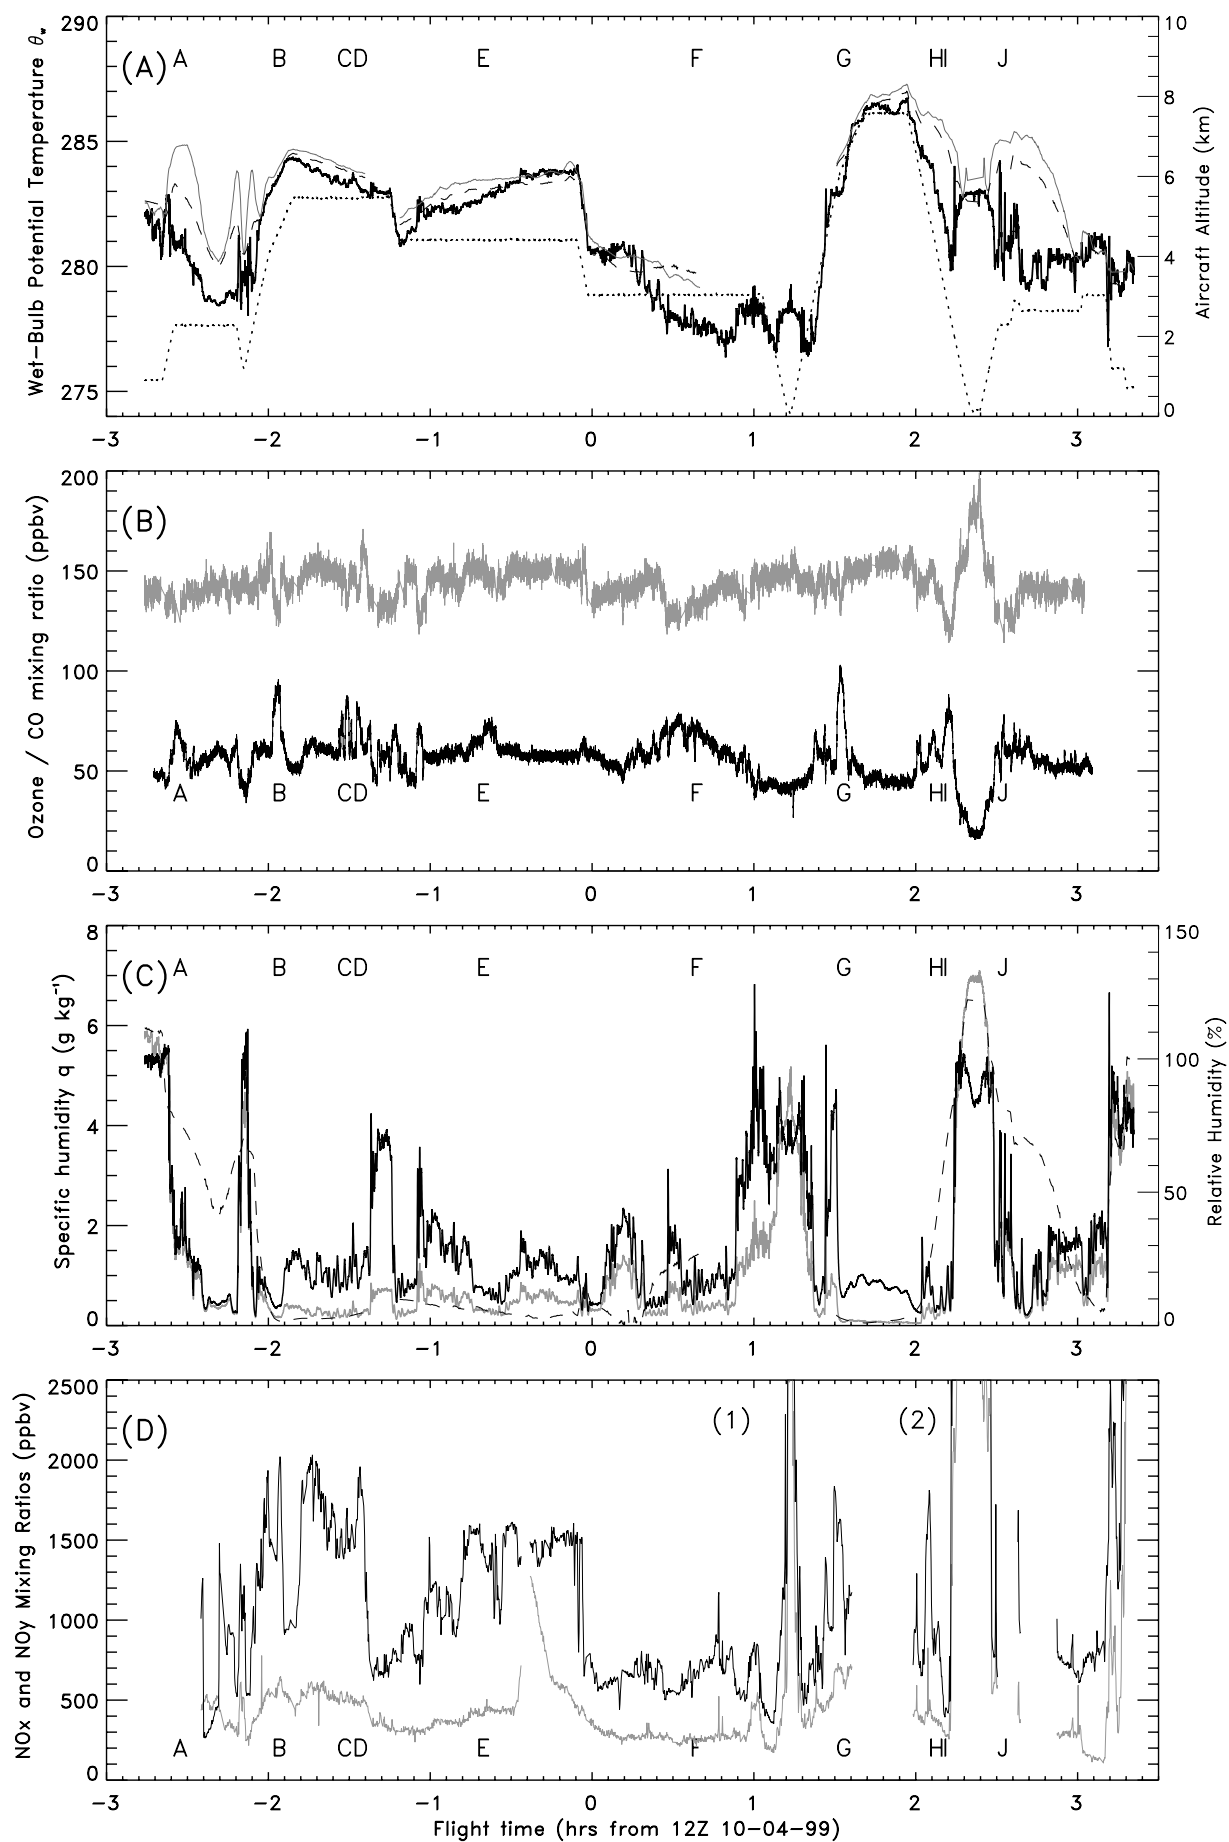 290
285
280
275
Wet-Bulb Potential Temperature θw
(A)
A B CD E F G HI J
10
8
6
4
2
0
Aircraft Altitude (km)
-3 -2 -1 0 1 2 3
200
150
100
50
0
Ozone / CO mixing ratio (ppbv)
(B)
A B CD E F G HI J
-3 -2 -1 0 1 2 3
8
6
4
2
0
Specific humidity q (g kg⁻¹)
(C)
A B CD E F G HI J
150
100
50
0
Relative Humidity (%)
-3 -2 -1 0 1 2 3
2500
2000
1500
1000
500
0
NOx and NOy Mixing Ratios (ppbv)
(D)
(1)
(2)
A B CD E F G HI J
-3 -2 -1 0 1 2 3
Flight time (hrs from 12Z 10-04-99)